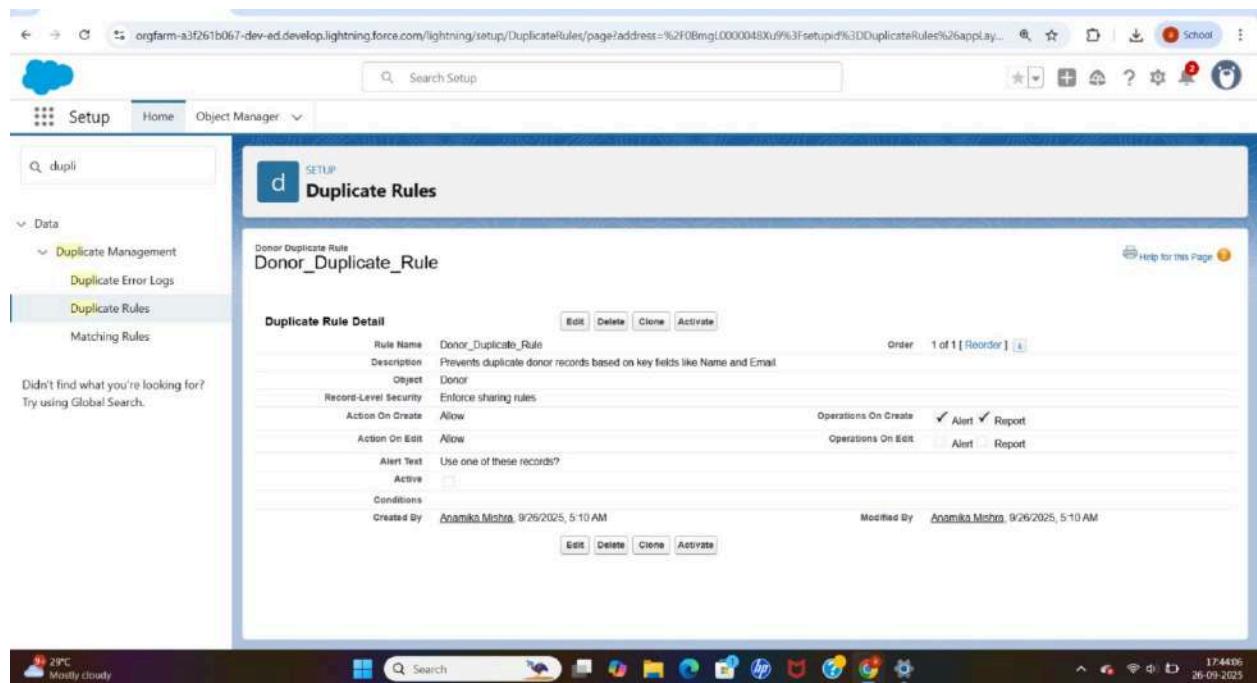 orgfarm-a3f261b067-dev-ed.develop.lightning.force.com/lightning/setup/DuplicateRules/page?address=%2F0BmgL0000048Xu9%3Fsetupid%3DDuplicateRules%26appLay...
School
Search Setup
2
Setup Home Object Manager
dupli
SETUP
d Duplicate Rules
Data
Duplicate Management
Duplicate Error Logs
Duplicate Rules
Matching Rules
Didn't find what you're looking for?
Try using Global Search.
Donor Duplicate Rule
Donor_Duplicate_Rule
Help for this Page
Duplicate Rule Detail Edit Delete Clone Activate
Rule Name Donor_Duplicate_Rule Order 1 of 1 [ Reorder ] i
Description Prevents duplicate donor records based on key fields like Name and Email.
Object Donor
Record-Level Security Enforce sharing rules
Action On Create Allow Operations On Create Alert Report
Action On Edit Allow Operations On Edit Alert Report
Alert Text Use one of these records?
Active
Conditions
Created By Anamika Mishra, 9/26/2025, 5:10 AM Modified By Anamika Mishra, 9/26/2025, 5:10 AM
Edit Delete Clone Activate
29°C
Mostly cloudy
Search
hp
17:44:06
26-09-2025